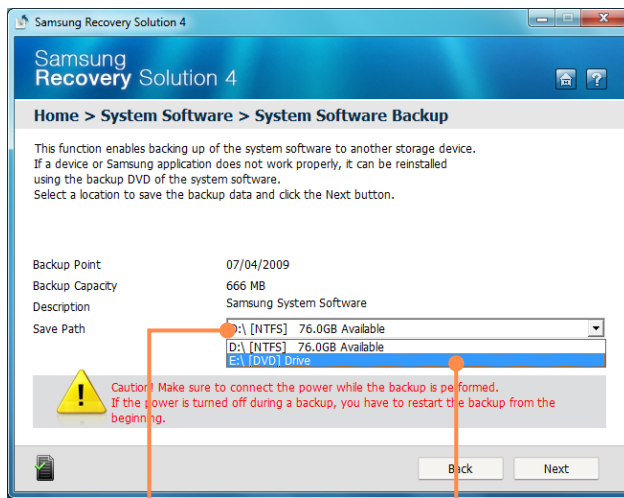 Samsung Recovery Solution 4
Samsung
Recovery Solution 4
?
Home > System Software > System Software Backup
This function enables backing up of the system software to another storage device.
If a device or Samsung application does not work properly, it can be reinstalled
using the backup DVD of the system software.
Select a location to save the backup data and click the Next button.
Backup Point 07/04/2009
Backup Capacity 666 MB
Description Samsung System Software
Save Path D:\ [NTFS] 76.0GB Available
D:\ [NTFS] 76.0GB Available
E:\ [DVD] Drive
Caution! Make sure to connect the power while the backup is performed.
If the power is turned off during a backup, you have to restart the backup from the
beginning.
Back Next